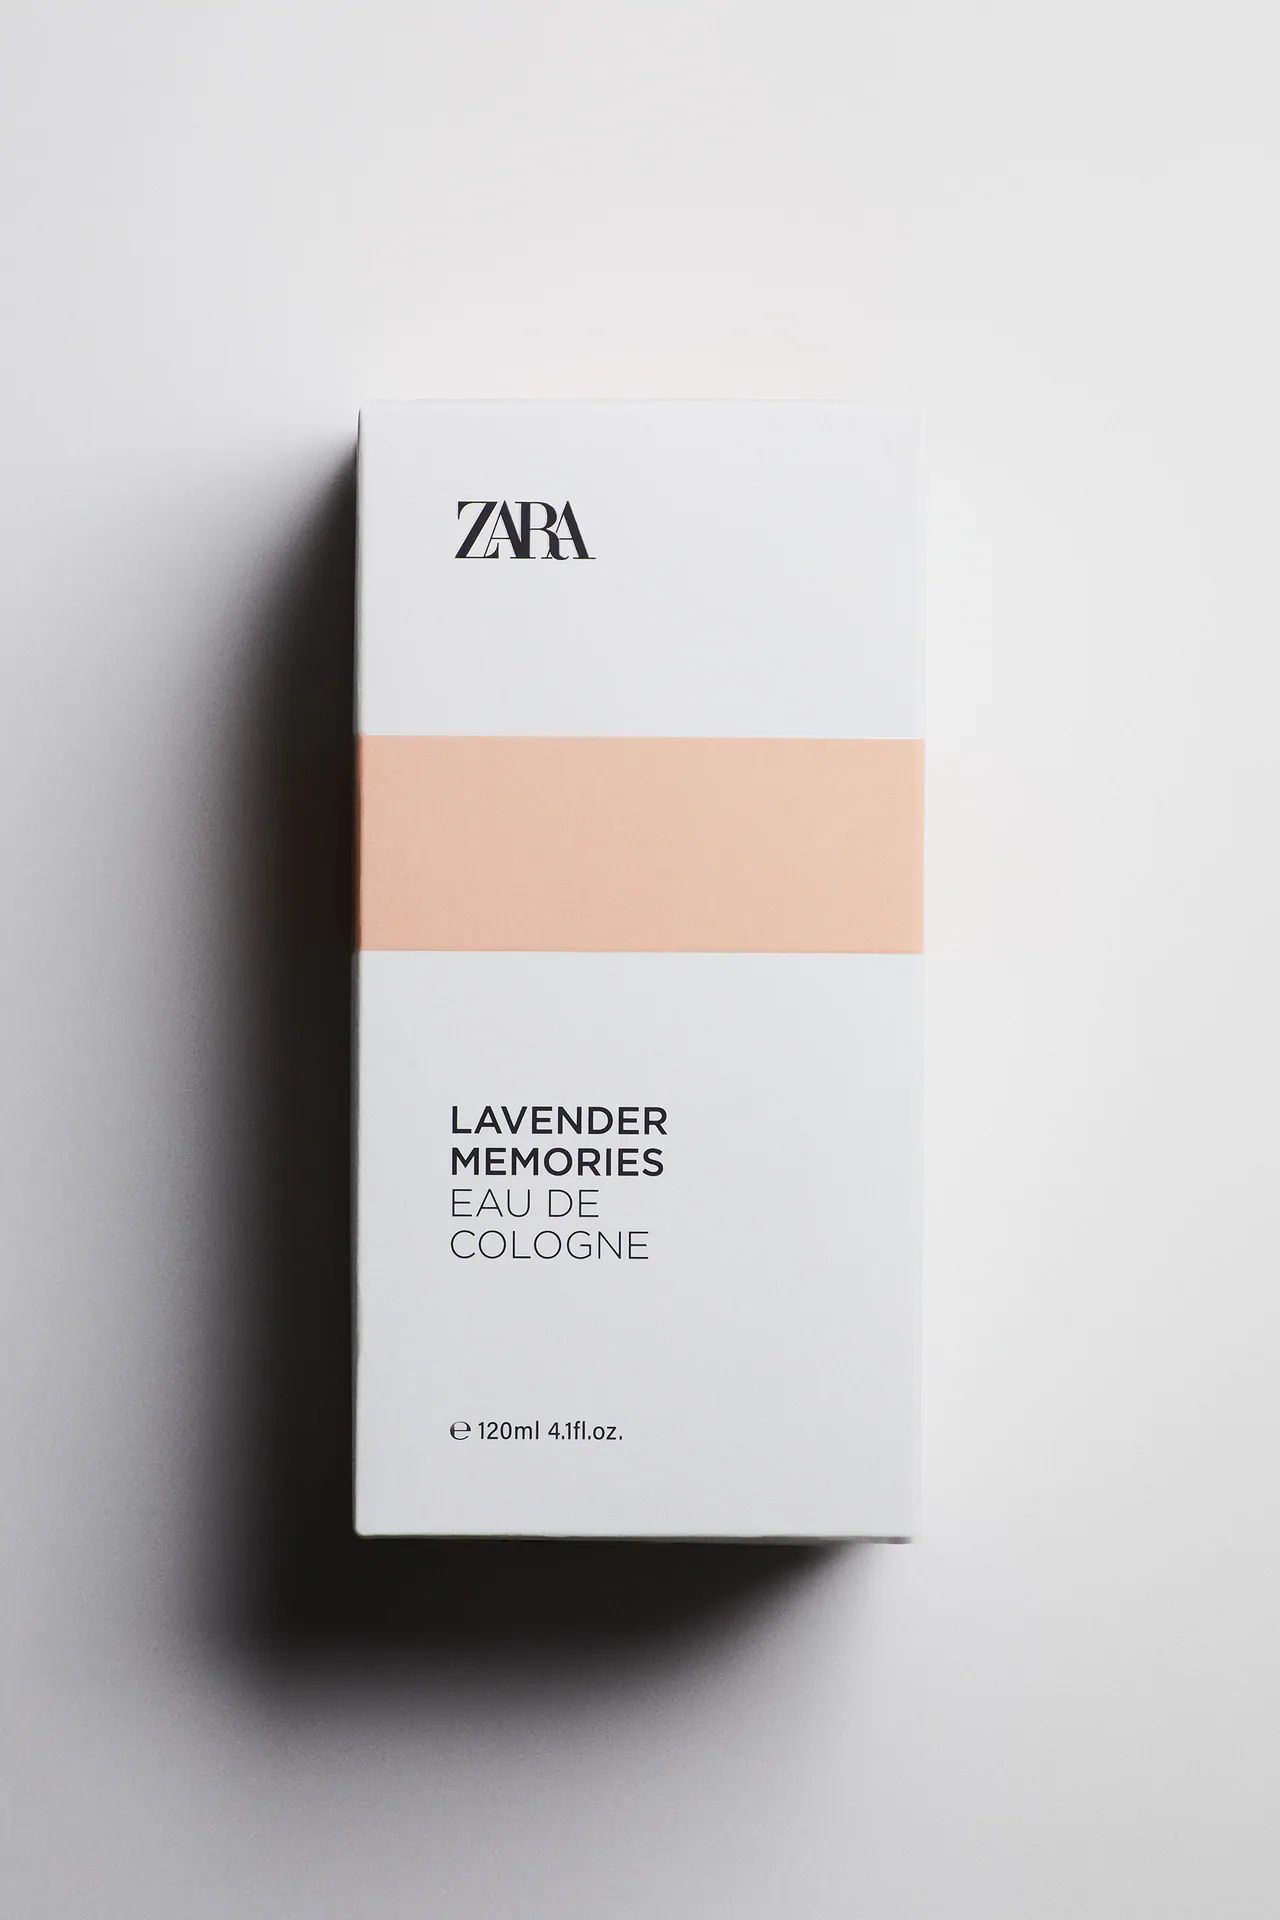 ZARA
LAVENDER
MEMORIES
EAU DE
COLOGNE
℮ 120ml 4.1fl.oz.